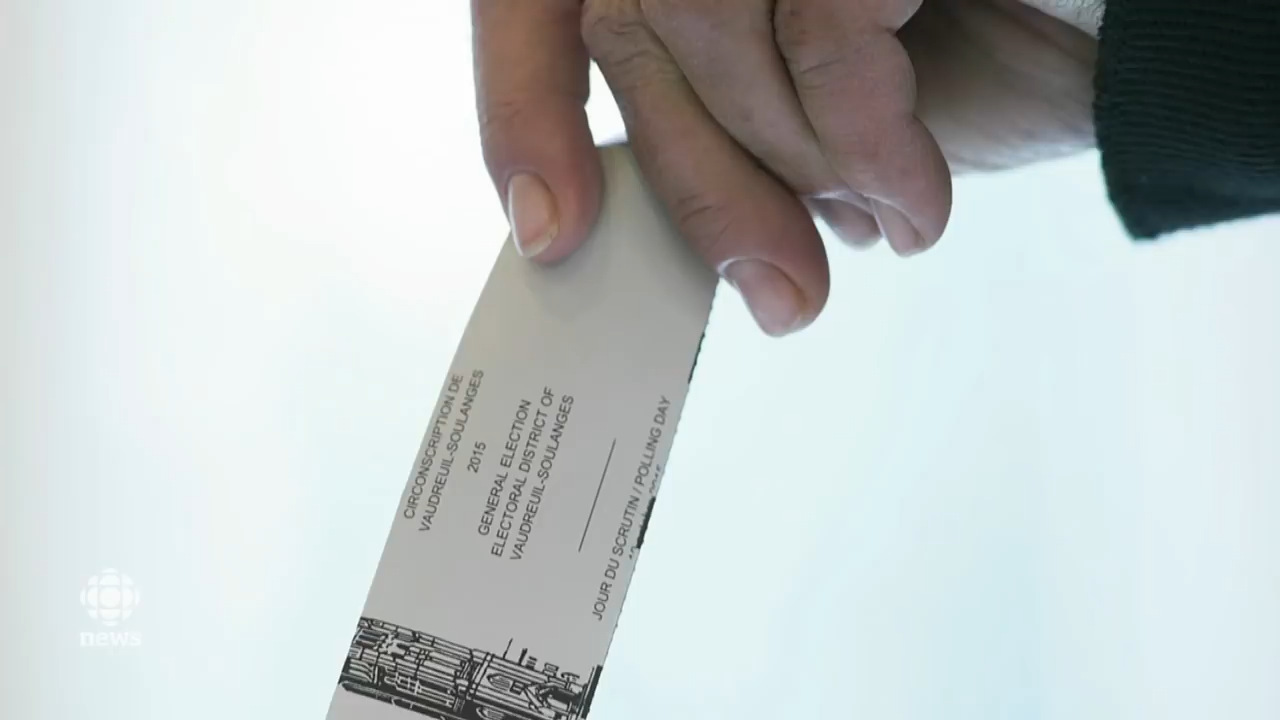 CIRCONSCRIPTION DE
VAUDREUIL-SOULANGES
2015
GENERAL ELECTION
ELECTORAL DISTRICT OF
VAUDREUIL-SOULANGES
JOUR DU SCRUTIN / POLLING DAY
news